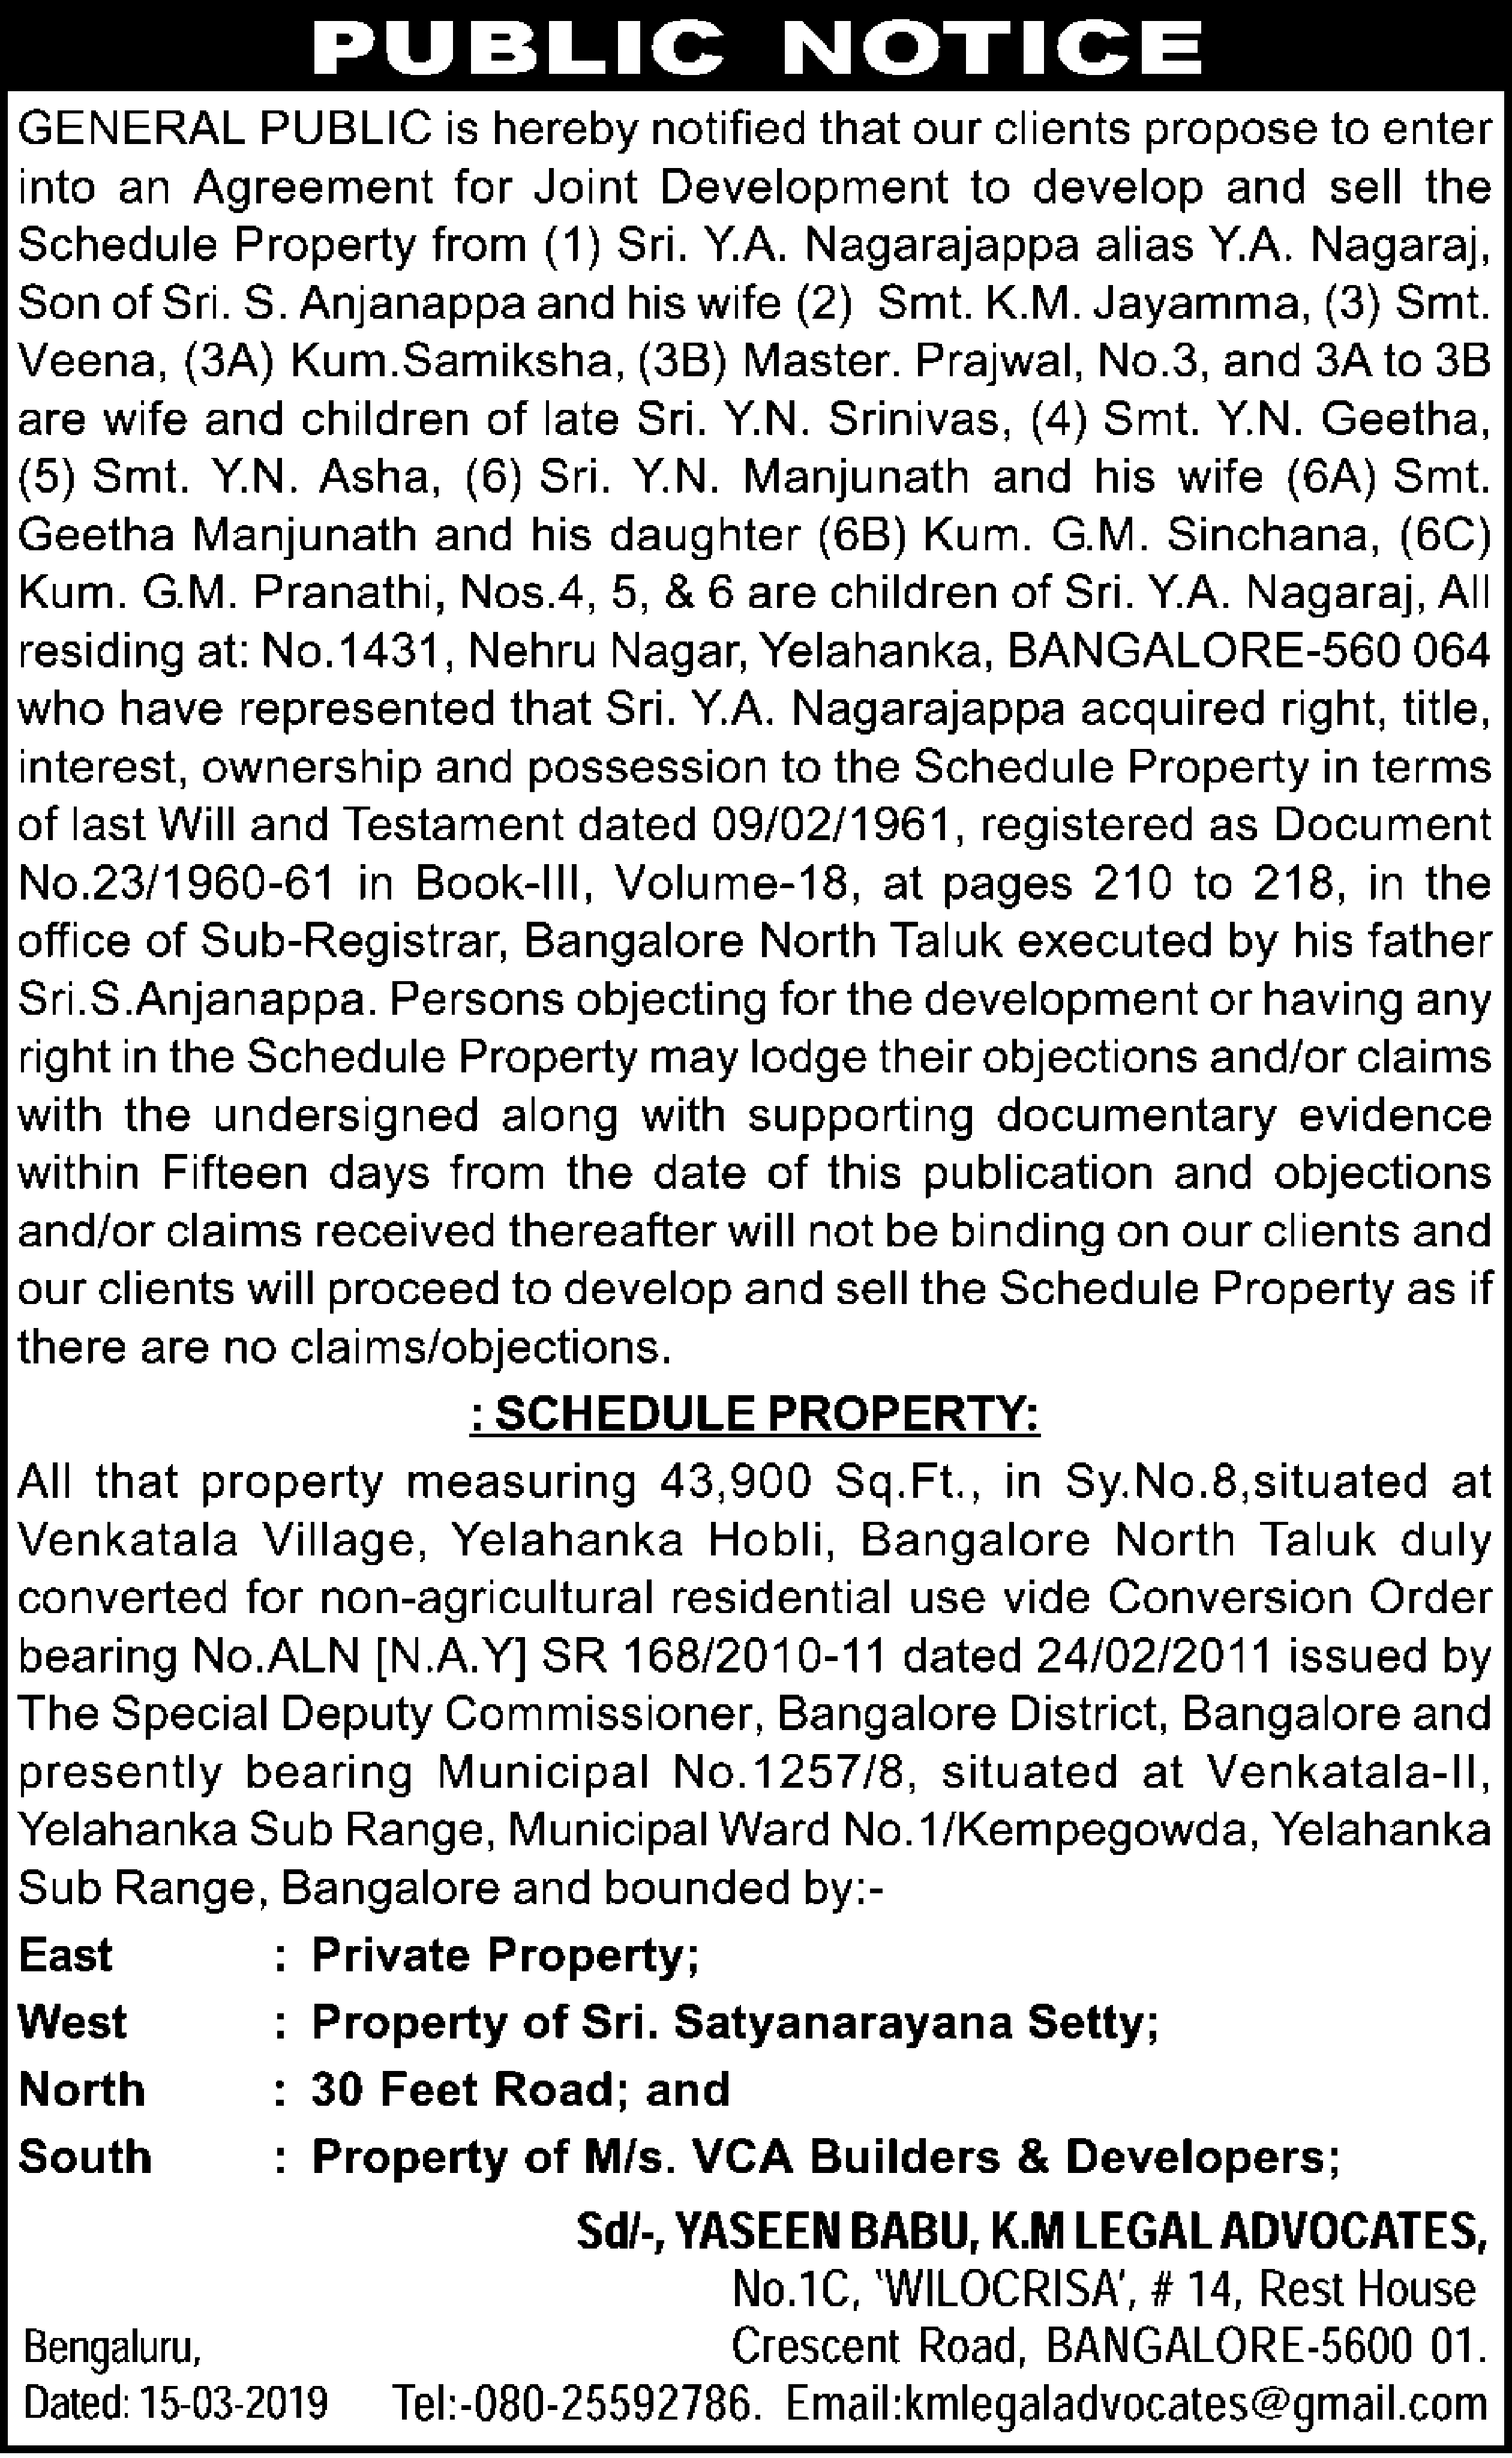 PUBLIC NOTICE
GENERAL PUBLIC is hereby notified that our clients propose to enter
into an Agreement for Joint Development to develop and sell the
Schedule Property from (1) Sri. Y.A. Nagarajappa alias Y.A. Nagaraj,
Son of Sri. S. Anjanappa and his wife (2) Smt. K.M. Jayamma, (3) Smt.
Veena, (3A) Kum.Samiksha, (3B) Master. Prajwal, No.3, and 3A to 3B
are wife and children of late Sri. Y.N. Srinivas, (4) Smt. Y.N. Geetha,
(5) Smt. Y.N. Asha, (6) Sri. Y.N. Manjunath and his wife (6A) Smt.
Geetha Manjunath and his daughter (6B) Kum. G.M. Sinchana, (6C)
Kum. G.M. Pranathi, Nos.4, 5, & 6 are children of Sri. Y.A. Nagaraj, All
residing at: No.1431, Nehru Nagar, Yelahanka, BANGALORE-560 064
who have represented that Sri. Y.A. Nagarajappa acquired right, title,
interest, ownership and possession to the Schedule Property in terms
of last Will and Testament dated 09/02/1961, registered as Document
No.23/1960-61 in Book-III, Volume-18, at pages 210 to 218, in the
office of Sub-Registrar, Bangalore North Taluk executed by his father
Sri.S.Anjanappa. Persons objecting for the development or having any
right in the Schedule Property may lodge their objections and/or claims
with the undersigned along with supporting documentary evidence
within Fifteen days from the date of this publication and objections
and/or claims received thereafter will not be binding on our clients and
our clients will proceed to develop and sell the Schedule Property as if
there are no claims/objections.
: SCHEDULE PROPERTY:
All that property measuring 43,900 Sq.Ft., in Sy.No.8,situated at
Venkatala Village, Yelahanka Hobli, Bangalore North Taluk duly
converted for non-agricultural residential use vide Conversion Order
bearing No.ALN [N.A.Y] SR 168/2010-11 dated 24/02/2011 issued by
The Special Deputy Commissioner, Bangalore District, Bangalore and
presently bearing Municipal No.1257/8, situated at Venkatala-II,
Yelahanka Sub Range, Municipal Ward No.1/Kempegowda, Yelahanka
Sub Range, Bangalore and bounded by:-
East : Private Property;
West : Property of Sri. Satyanarayana Setty;
North : 30 Feet Road; and
South : Property of M/s. VCA Builders & Developers;
Sd/-, YASEEN BABU, K.M LEGAL ADVOCATES,
No.1C, 'WILOCRISA', # 14, Rest House
Bengaluru, Crescent Road, BANGALORE-5600 01.
Dated: 15-03-2019 Tel:-080-25592786. Email:kmlegaladvocates@gmail.com